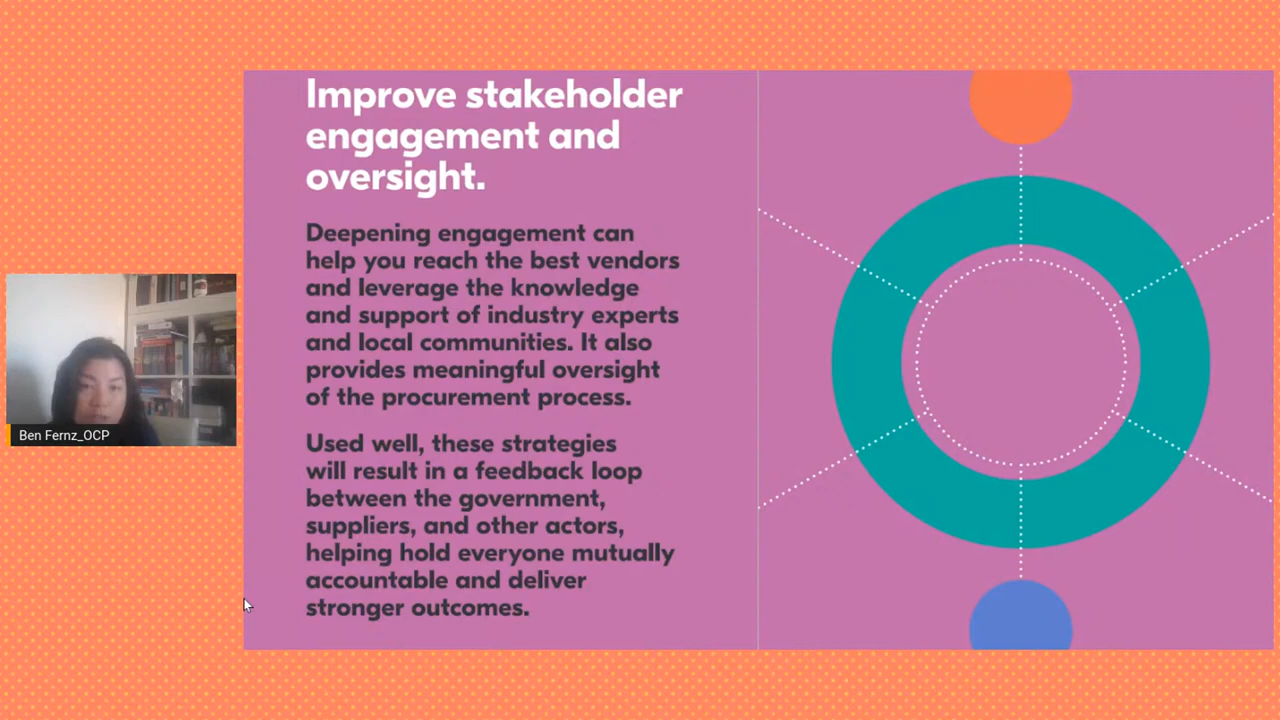 Improve stakeholder
engagement and
oversight.
Deepening engagement can
help you reach the best vendors
and leverage the knowledge
and support of industry experts
and local communities. It also
provides meaningful oversight
of the procurement process.
Used well, these strategies
will result in a feedback loop
between the government,
suppliers, and other actors,
helping hold everyone mutually
accountable and deliver
stronger outcomes.
Ben Fernz_OCP